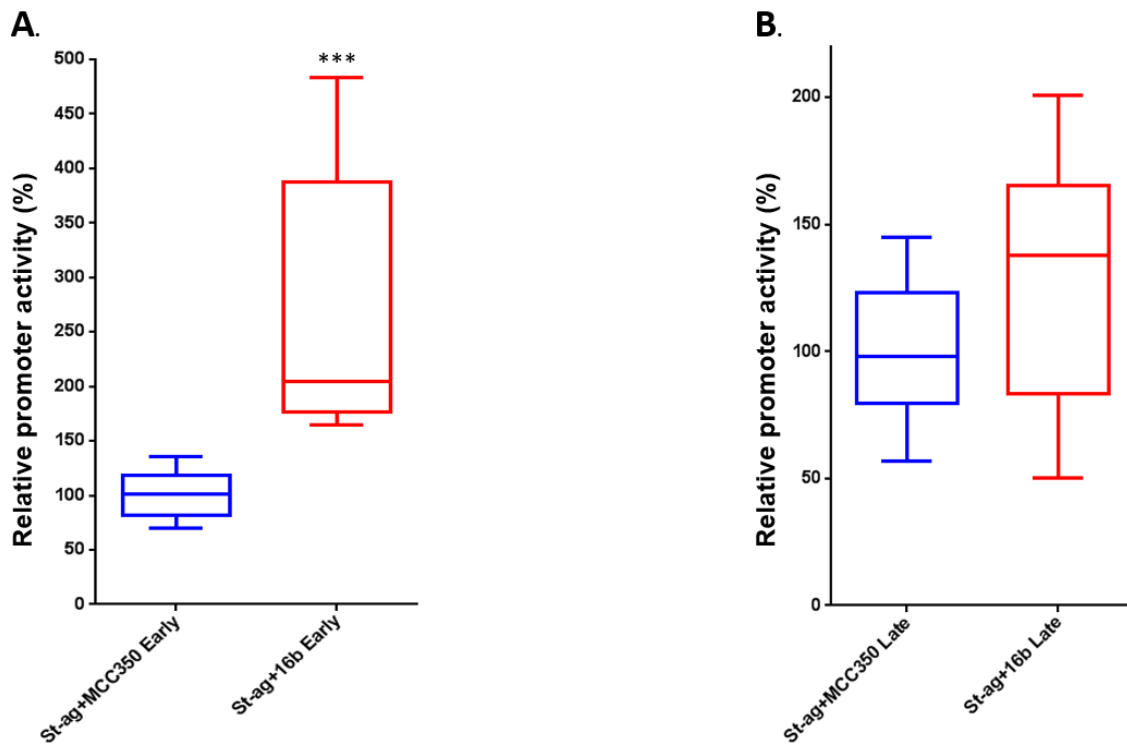 A.
Relative promoter activity (%)
500
450
400
350
300
250
200
150
100
50
0
***
St-ag+MCC350 Early
St-ag+16b Early
B.
Relative promoter activity (%)
200
150
100
50
0
St-ag+MCC350 Late
St-ag+16b Late